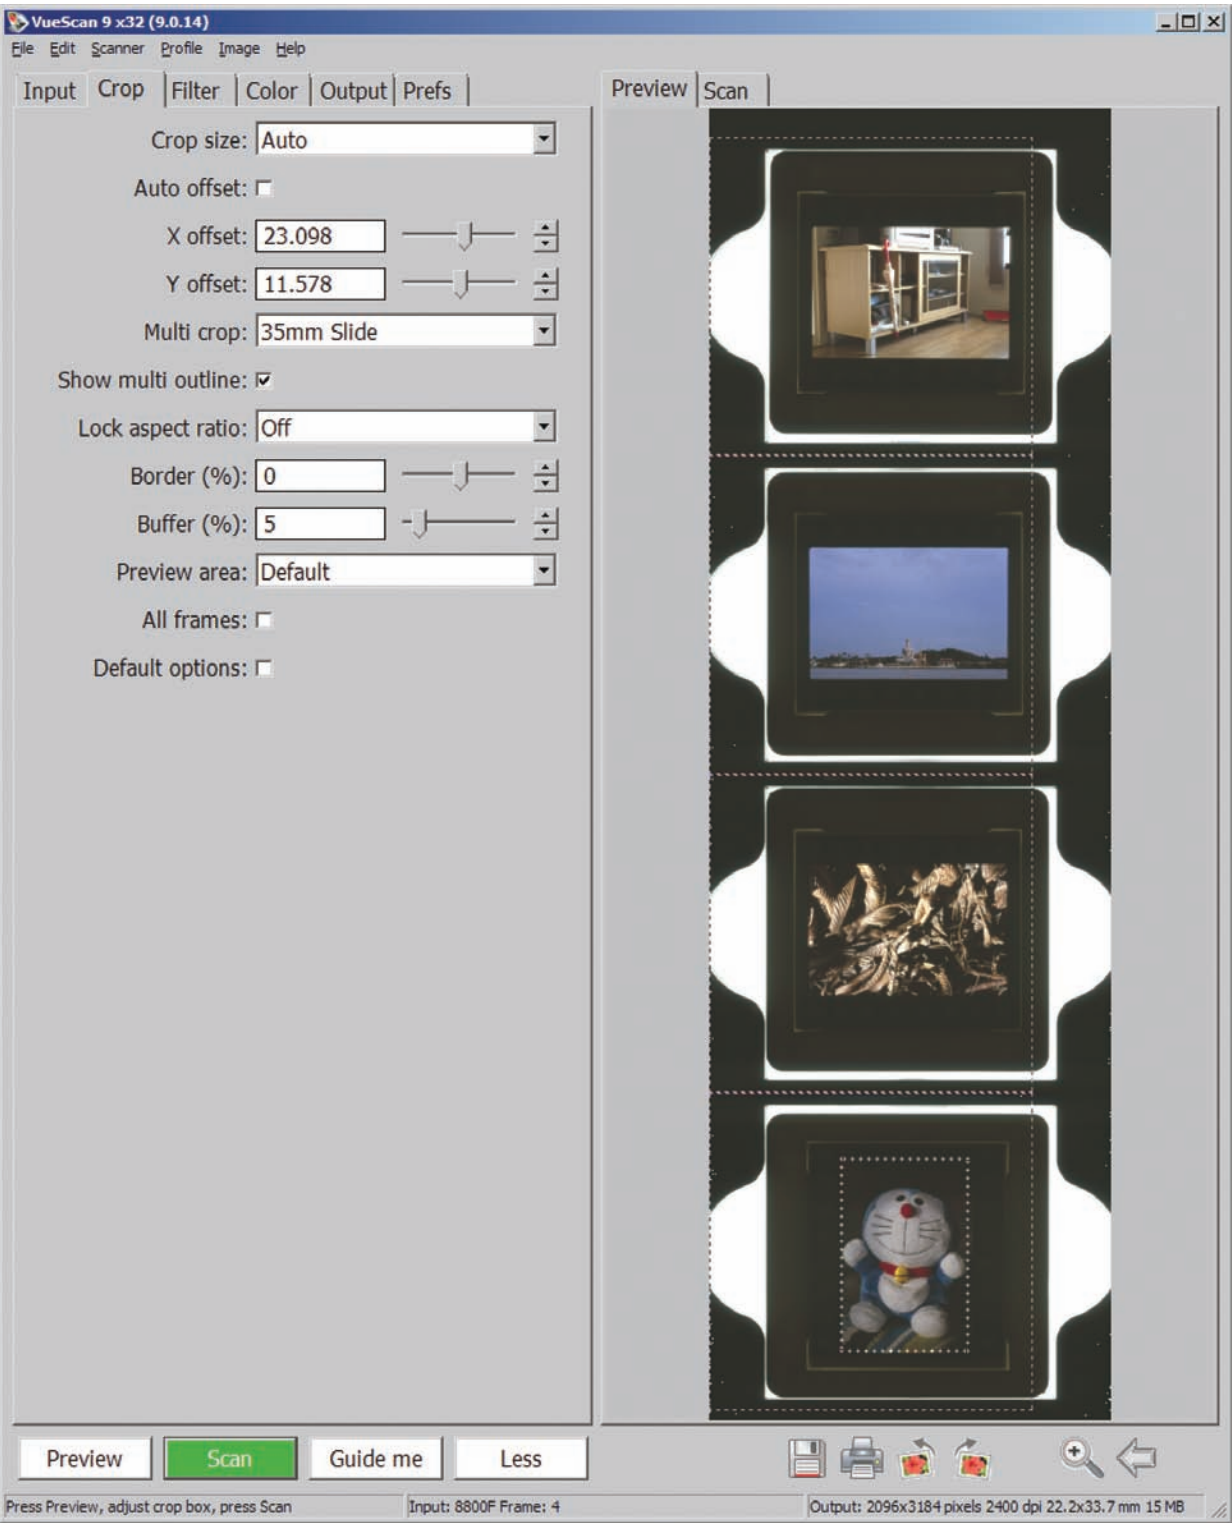 VueScan 9 x32 (9.0.14)
File Edit Scanner Profile Image Help
Input Crop Filter Color Output Prefs
Preview Scan
Crop size: Auto
Auto offset:
X offset: 23.098
Y offset: 11.578
Multi crop: 35mm Slide
Show multi outline:
Lock aspect ratio: Off
Border (%): 0
Buffer (%): 5
Preview area: Default
All frames:
Default options:
Preview Scan Guide me Less
Press Preview, adjust crop box, press Scan
Input: 8800F Frame: 4
Output: 2096x3184 pixels 2400 dpi 22.2x33.7 mm 15 MB